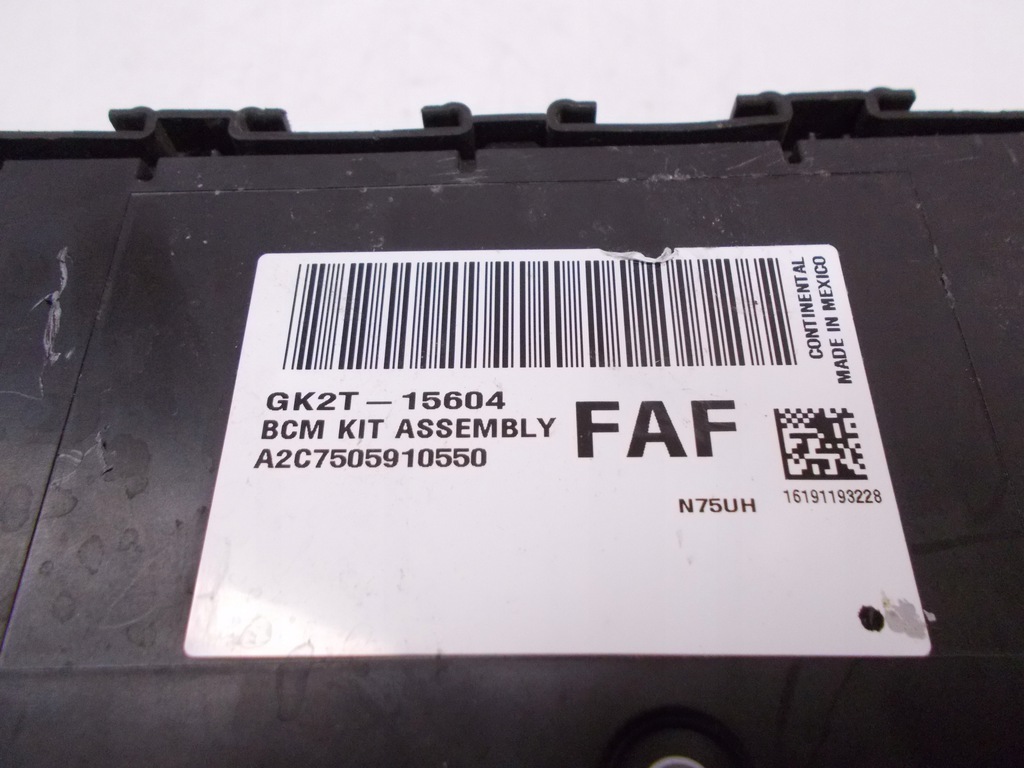 CONTINENTAL
MADE IN MEXICO
GK2T-15604
BCM KIT ASSEMBLY
A2C7505910550
FAF
N75UH
16191193228